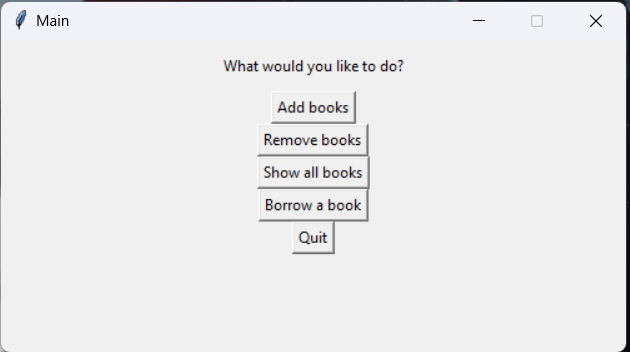 Main
What would you like to do?
Add books
Remove books
Show all books
Borrow a book
Quit